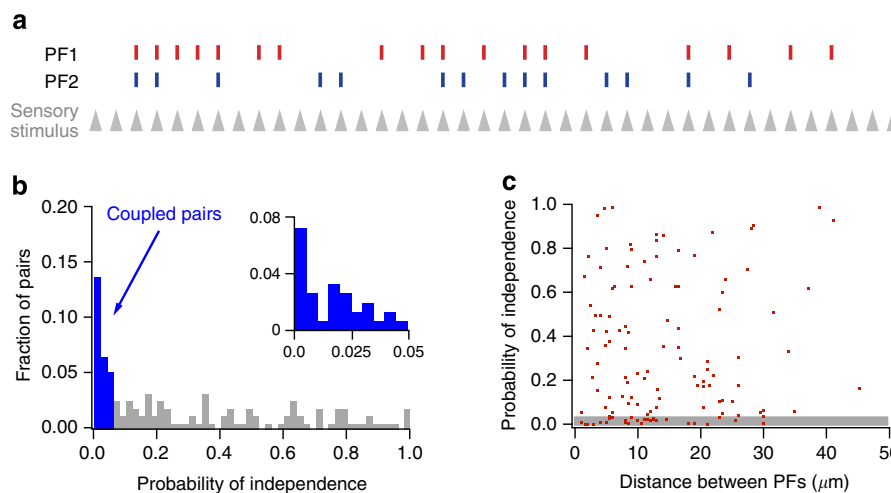 a
PF1
PF2
Sensory
stimulus
b
Fraction of pairs
0.20
0.15
0.10
0.05
0.00
Coupled pairs
0.08
0.04
0
0.0
0.025
0.05
0.0
0.2
0.4
0.6
0.8
1.0
Probability of independence
c
Probability of independence
1.0
0.8
0.6
0.4
0.2
0.0
0
10
20
30
40
50
Distance between PFs (μm)